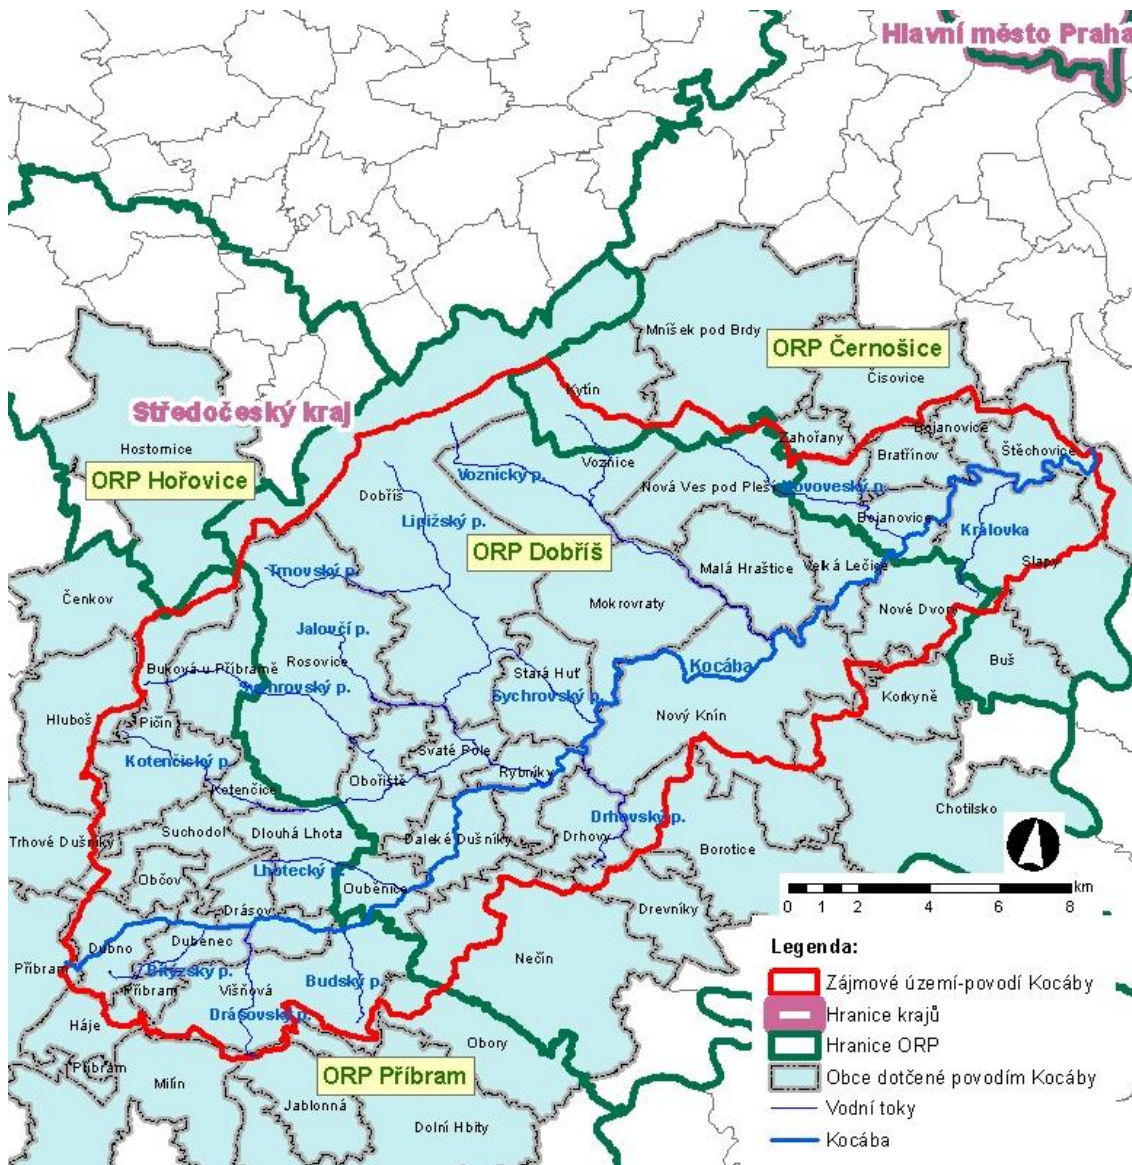 Hlavní město Praha
Mníšek pod Brdy
ORP Černošice
Čisovice
Kytín
Středočeský kraj
Bojanovice
Zahořany
Hostomice
Bratřínov
Štěchovice
Voznice
ORP Hořovice
Voznický p.
Dobříš
Nová Ves pod Pleší
Novoveský p.
Bojanovice
Lipižský p.
Královka
ORP Dobříš
Slapy
Trnovský p.
Malá Hraštice
Velká Lečice
Čenkov
Mokrovraty
Nové Dvory
Jalovčí p.
Rosovice
Buš
Buková u Příbramě
Kocába
Stará Huť
Sychrovský p.
Sychrovský p.
Korkyně
Hluboš
Pičín
Nový Knín
Svaté Pole
Kotenčický p.
Rybníky
Obořiště
Kotenčice
Chotilsko
Drhovský p.
Suchodol
Dlouhá Lhota
Trhové Dušníky
Daleké Dušníky
Drhovy
Borotice
Lhotecký p.
Občov
Ouběnice
km
0 1 2 4 6 8
Drásov
Drevníky
Dubno
Dubenec
Legenda:
Nečín
Příbram
Bytízský p.
Budský p.
Zájmové území-povodí Kocáby
Příbram
Višňová
Drásovský p.
Hranice krajů
Háje
Obory
Hranice ORP
Příbram
ORP Příbram
Obce dotčené povodím Kocáby
Milín
Jablonná
Vodní toky
Dolní Hbity
Kocába